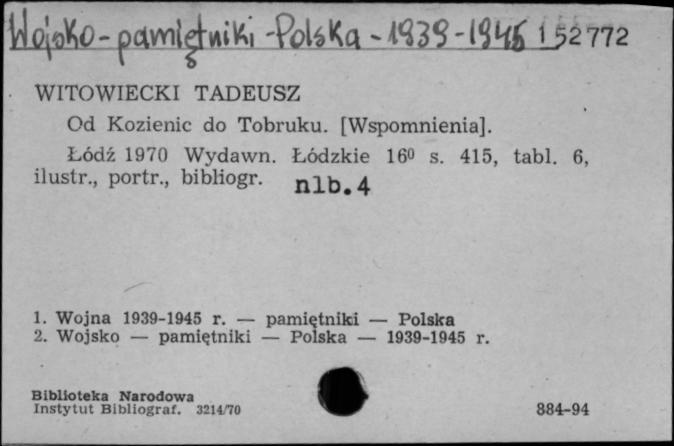 Wojsko - pamiętniki - Polska - 1939 - 1945 152772
WITOWIECKI TADEUSZ
Od Kozienic do Tobruku. [Wspomnienia].
Łódź 1970 Wydawn. Łódzkie 16⁰ s. 415, tabl. 6,
ilustr., portr., bibliogr. nlb. 4
1. Wojna 1939-1945 r. — pamiętniki — Polska
2. Wojsko — pamiętniki — Polska — 1939-1945 r.
Biblioteka Narodowa
Instytut Bibliograf. 3214/70 884-94